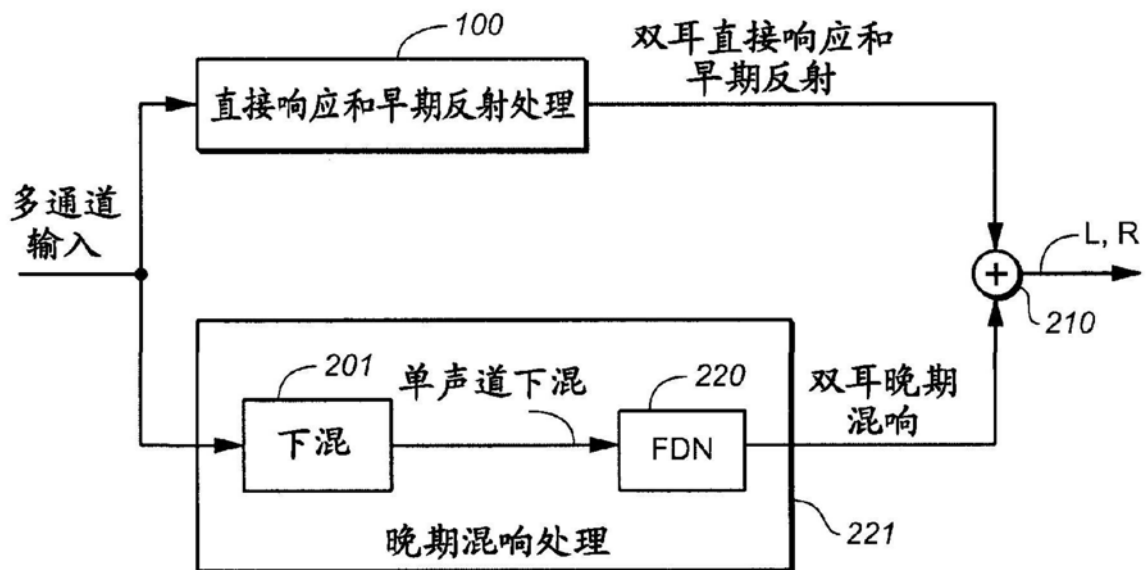 100
双耳直接响应和
早期反射
直接响应和早期反射处理
多通道
输入
L, R
210
201
单声道下混
220
双耳晚期
混响
下混
FDN
晚期混响处理
221